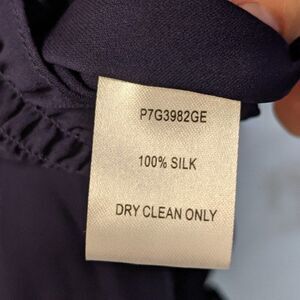 P7G3982GE
100% SILK
DRY CLEAN ONLY